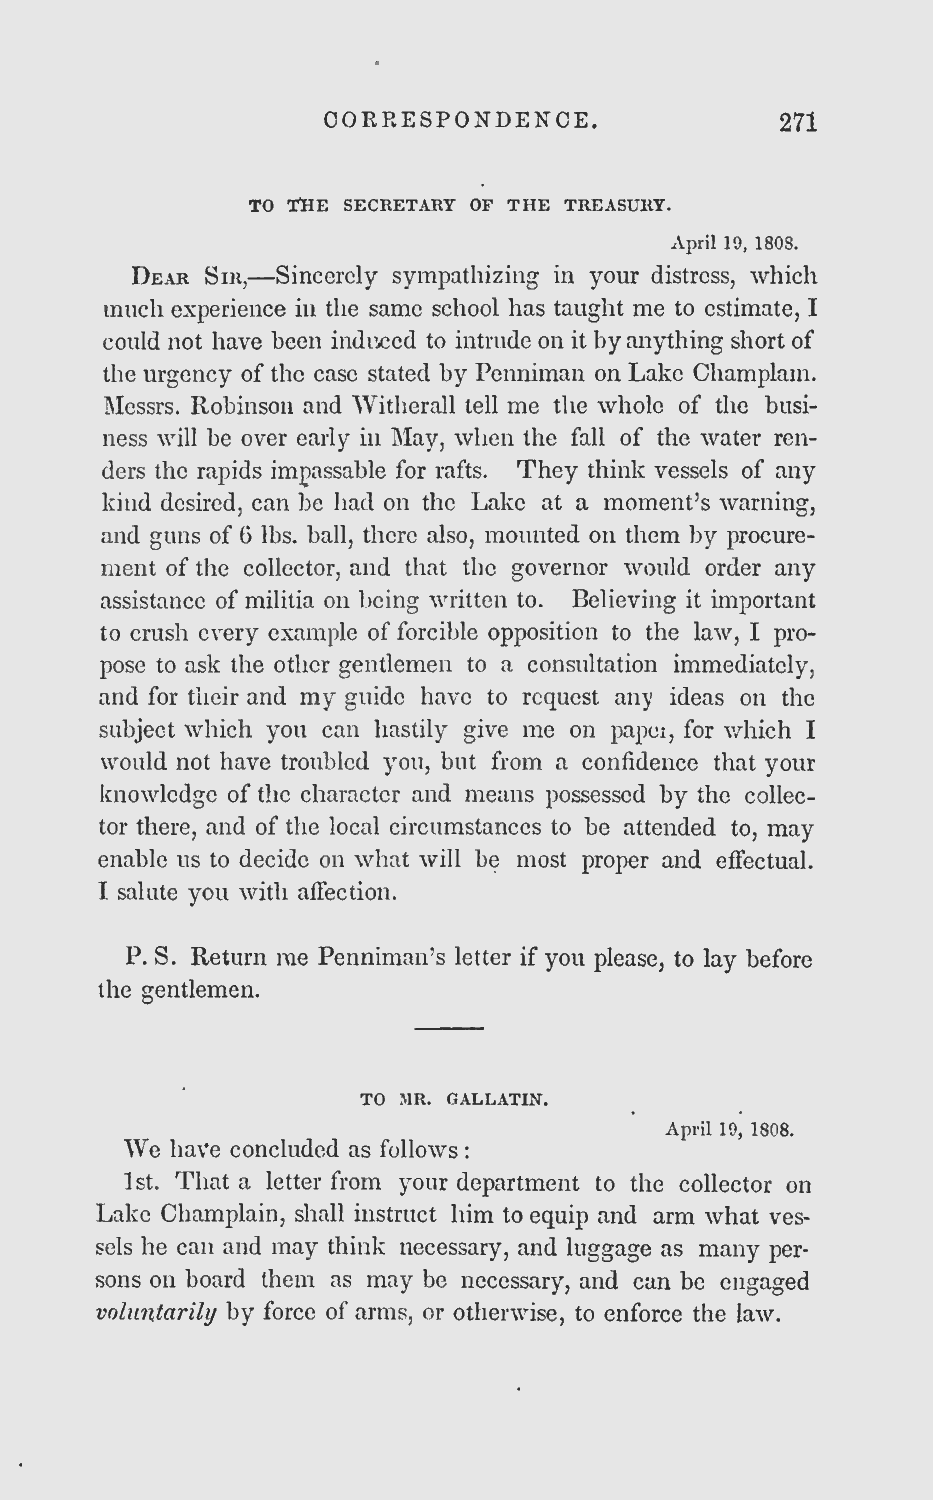 CORRESPONDENCE. 271
TO THE SECRETARY OF THE TREASURY.
April 19, 1808.
DEAR SIR,—Sincerely sympathizing in your distress, which
much experience in the same school has taught me to estimate, I
could not have been induced to intrude on it by anything short of
the urgency of the case stated by Penniman on Lake Champlain.
Messrs. Robinson and Witherall tell me the whole of the busi-
ness will be over early in May, when the fall of the water ren-
ders the rapids impassable for rafts. They think vessels of any
kind desired, can be had on the Lake at a moment's warning,
and guns of 6 lbs. ball, there also, mounted on them by procure-
ment of the collector, and that the governor would order any
assistance of militia on being written to. Believing it important
to crush every example of forcible opposition to the law, I pro-
pose to ask the other gentlemen to a consultation immediately,
and for their and my guide have to request any ideas on the
subject which you can hastily give me on paper, for which I
would not have troubled you, but from a confidence that your
knowledge of the character and means possessed by the collec-
tor there, and of the local circumstances to be attended to, may
enable us to decide on what will be most proper and effectual.
I salute you with affection.
P. S. Return me Penniman's letter if you please, to lay before
the gentlemen.
TO MR. GALLATIN.
April 19, 1808.
We have concluded as follows:
1st. That a letter from your department to the collector on
Lake Champlain, shall instruct him to equip and arm what ves-
sels he can and may think necessary, and luggage as many per-
sons on board them as may be necessary, and can be engaged
voluntarily by force of arms, or otherwise, to enforce the law.